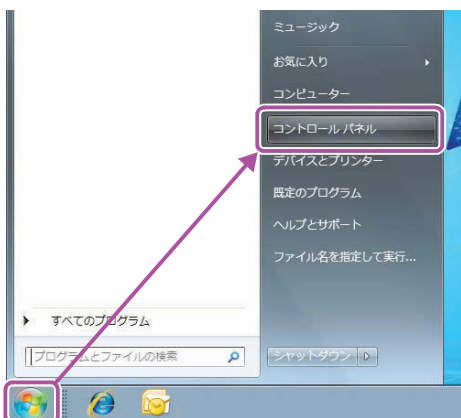 ミュージック
お気に入り
コンピューター
コントロール パネル
デバイスとプリンター
既定のプログラム
ヘルプとサポート
ファイル名を指定して実行...
すべてのプログラム
プログラムとファイルの検索
シャットダウン